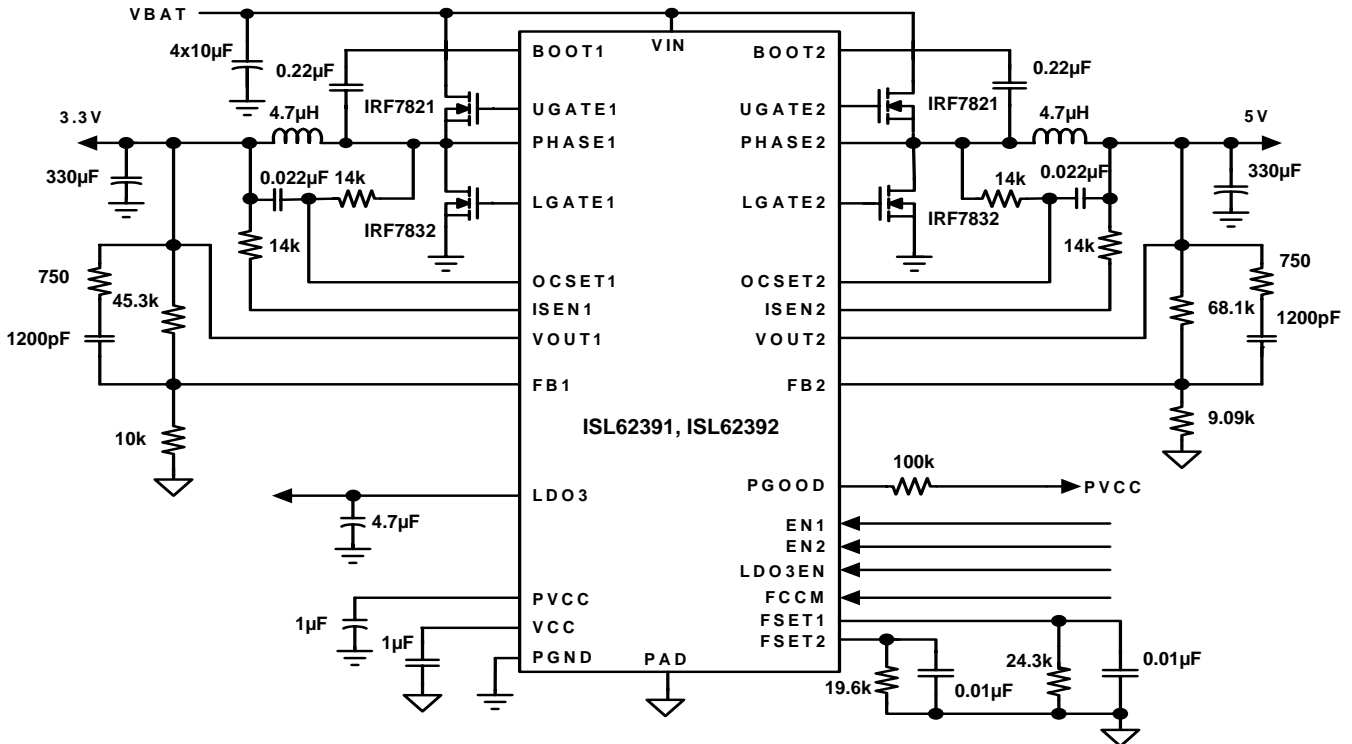 VBAT
4x10µF
0.22µF
IRF7821
4.7µH
3.3V
330µF
0.022µF
14k
IRF7832
14k
750
45.3k
1200pF
10k
4.7µF
1µF
1µF
VIN
BOOT1
UGATE1
PHASE1
LGATE1
OCSET1
ISEN1
VOUT1
FB1
LDO3
PVCC
VCC
PGND
PAD
ISL62391, ISL62392
BOOT2
UGATE2
PHASE2
LGATE2
OCSET2
ISEN2
VOUT2
FB2
PGOOD
EN1
EN2
LDO3EN
FCCM
FSET1
FSET2
0.22µF
IRF7821
4.7µH
5V
330µF
0.022µF
14k
IRF7832
14k
750
68.1k
1200pF
9.09k
100k
PVCC
24.3k
0.01µF
19.6k
0.01µF